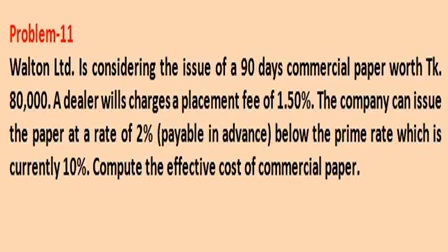 Problem-11
Walton Ltd. Is considering the issue of a 90 days commercial paper worth Tk.
80,000. A dealer wills charges a placement fee of 1.50%. The company can issue
the paper at a rate of 2% (payable in advance) below the prime rate which is
currently 10%. Compute the effective cost of commercial paper.